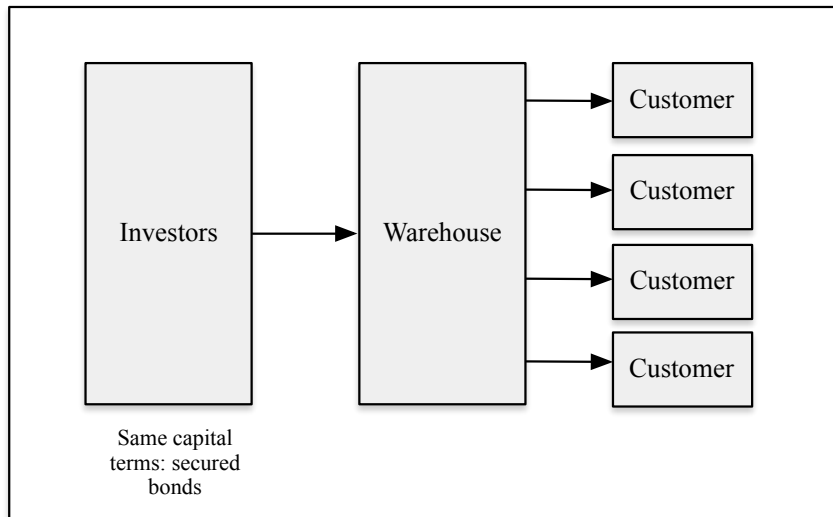 Customer
Customer
Investors
Warehouse
Customer
Customer
Same capital
terms: secured
bonds